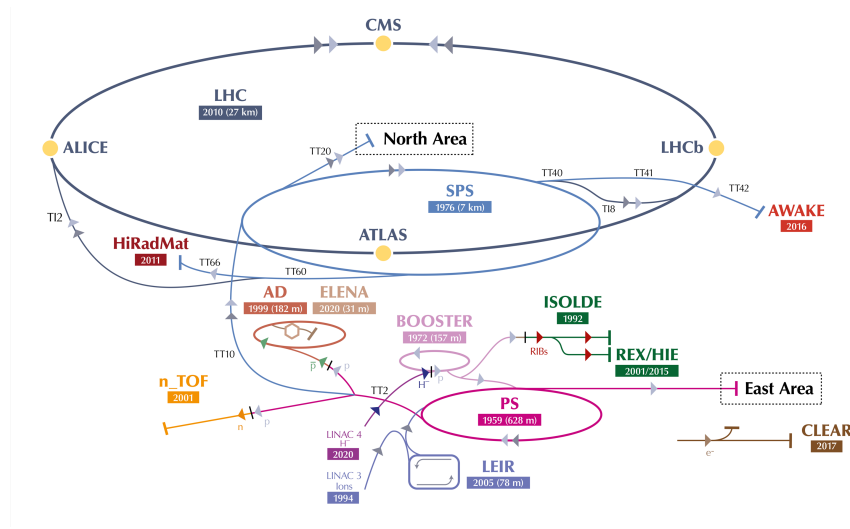 CMS
LHC
2010 (27 km)
North Area
ALICE
TT20
LHCb
TT40
TT41
SPS
1976 (7 km)
TT42
TI2
TI8
AWAKE
2016
HiRadMat
2011
ATLAS
TT66
TT60
AD
1999 (182 m)
ELENA
2020 (31 m)
ISOLDE
1992
BOOSTER
1972 (157 m)
RIBs
REX/HIE
2001/2015
TT10
p̅
p
H⁻
p
n_TOF
2001
TT2
East Area
PS
1959 (628 m)
n
p
LINAC 4
H⁻
2020
CLEAR
2017
e⁻
LINAC 3
Ions
1994
LEIR
2005 (78 m)